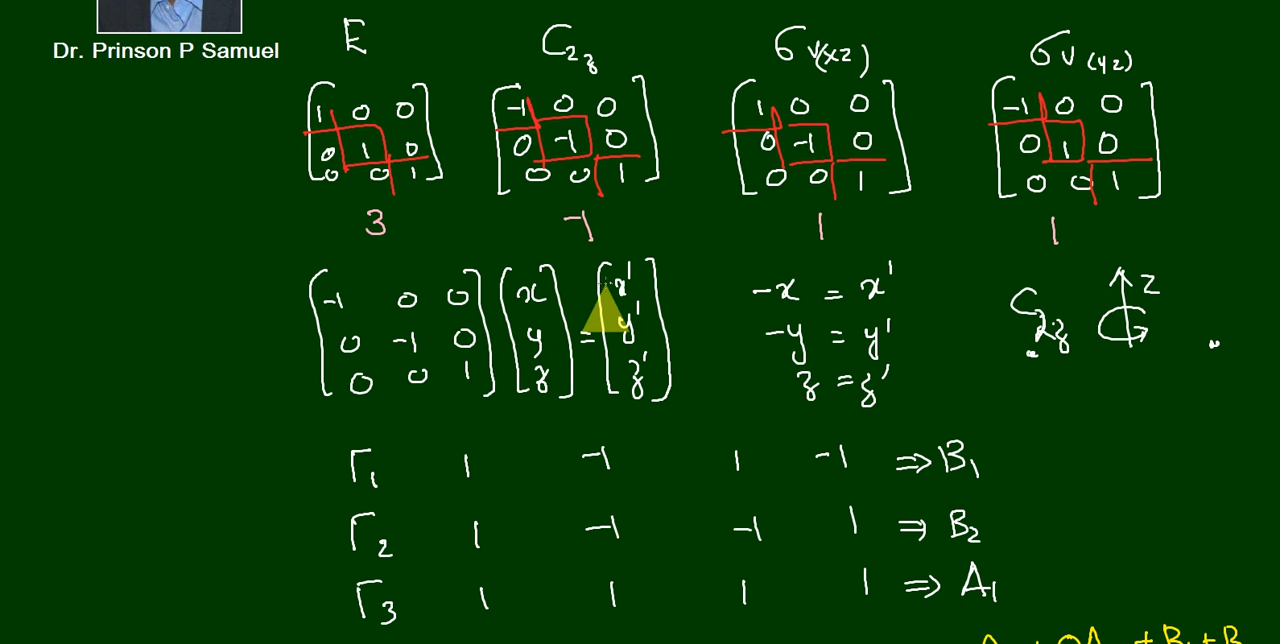 Dr. Prinson P Samuel
E C2z σv(xz) σv(yz)
[1 0 0 [-1 0 0 [1 0 0 [-1 0 0
0 1 0 0 -1 0 0 -1 0 0 1 0
0 0 1] 0 0 1] 0 0 1] 0 0 1]
3 -1 1 1
[-1 0 0 [x [x' -x = x' C2z z
0 -1 0 y = y' -y = y'
0 0 1] z] z'] z = z'
Γ1 1 -1 1 -1 ⇒ B1
Γ2 1 -1 -1 1 ⇒ B2
Γ3 1 1 1 1 ⇒ A1